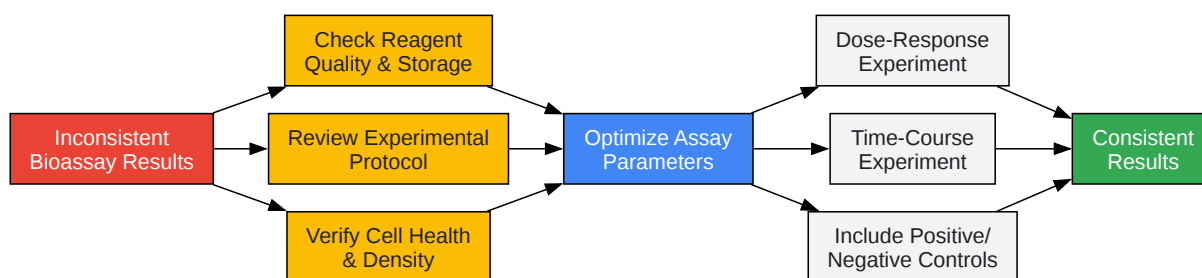 Inconsistent
Bioassay Results
Check Reagent
Quality & Storage
Review Experimental
Protocol
Verify Cell Health
& Density
Optimize Assay
Parameters
Dose-Response
Experiment
Time-Course
Experiment
Include Positive/
Negative Controls
Consistent
Results